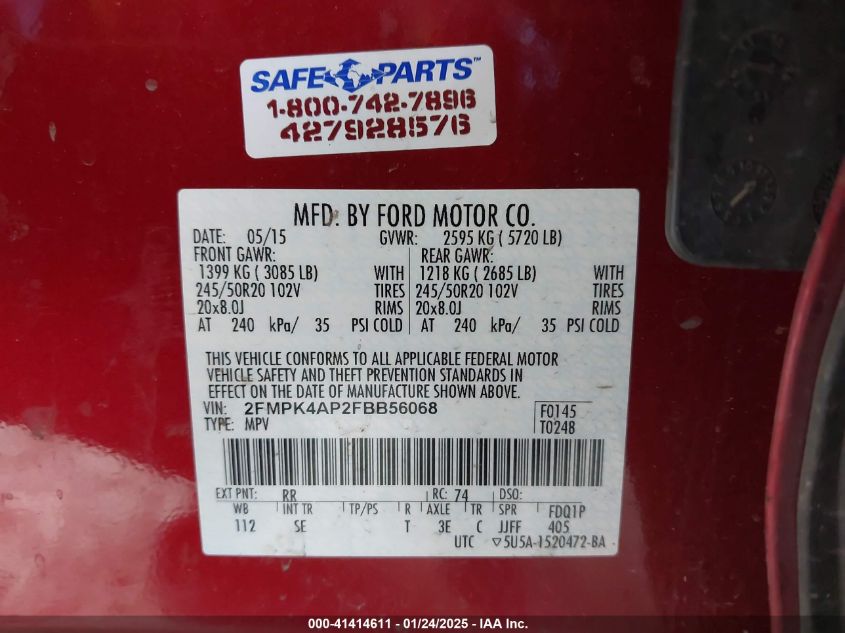 SAFE PARTS™
1-800-742-7896
427928576
MFD. BY FORD MOTOR CO.
DATE: 05/15 GVWR: 2595 KG ( 5720 LB)
FRONT GAWR: REAR GAWR:
1399 KG ( 3085 LB) WITH 1218 KG ( 2685 LB) WITH
245/50R20 102V TIRES 245/50R20 102V TIRES
20x8.0J RIMS 20x8.0J RIMS
AT 240 kPa/ 35 PSI COLD AT 240 kPa/ 35 PSI COLD
THIS VEHICLE CONFORMS TO ALL APPLICABLE FEDERAL MOTOR
VEHICLE SAFETY AND THEFT PREVENTION STANDARDS IN
EFFECT ON THE DATE OF MANUFACTURE SHOWN ABOVE.
VIN: 2FMPK4AP2FBB56068 F0145
TYPE: MPV T0248
EXT PNT: RR RC: 74 DSO:
WB INT TR TP/PS R AXLE TR SPR FDQ1P
112 SE T 3E C JJFF 405
UTC ▽5U5A-1520472-BA
000-41414611 - 01/24/2025 - IAA Inc.